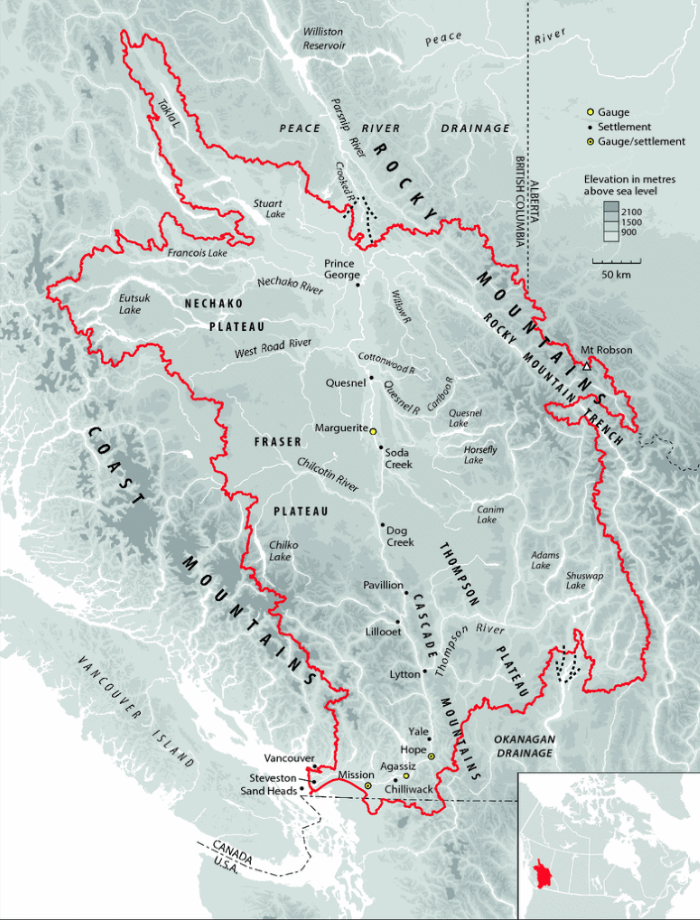 Williston
Reservoir
Peace River
Gauge
Settlement
Gauge/settlement
Takla L
Parsnip River
PEACE RIVER DRAINAGE
ROCKY MOUNTAINS
ALBERTA
BRITISH COLUMBIA
Elevation in metres
above sea level
2100
1500
900
50 km
Crooked R
Stuart
Lake
Francois Lake
Prince
George
Nechako River
Eutsuk
Lake
NECHAKO
PLATEAU
Willow R
ROCKY MOUNTAIN TRENCH
Mt Robson
West Road River
Cottonwood R
Quesnel
Quesnel R
Cariboo R
Quesnel
Lake
Marguerite
FRASER
Soda
Creek
Horsefly
Lake
COAST MOUNTAINS
Chilcotin River
PLATEAU
Canim
Lake
Dog
Creek
Chilko
Lake
THOMPSON
Adams
Lake
Shuswap
Lake
Pavillion
CASCADE
Lillooet
Thompson River
PLATEAU
Lytton
VANCOUVER ISLAND
MOUNTAINS
Yale
Hope
OKANAGAN
DRAINAGE
Vancouver
Agassiz
Steveston
Mission
Sand Heads
Chilliwack
CANADA
U.S.A.